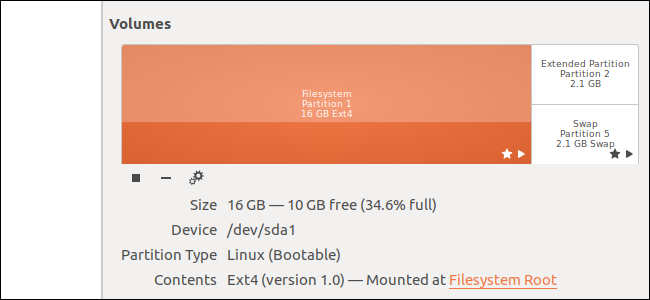 Volumes
Filesystem
Partition 1
16 GB Ext4
Extended Partition
Partition 2
2.1 GB
Swap
Partition 5
2.1 GB Swap
Size 16 GB — 10 GB free (34.6% full)
Device /dev/sda1
Partition Type Linux (Bootable)
Contents Ext4 (version 1.0) — Mounted at Filesystem Root